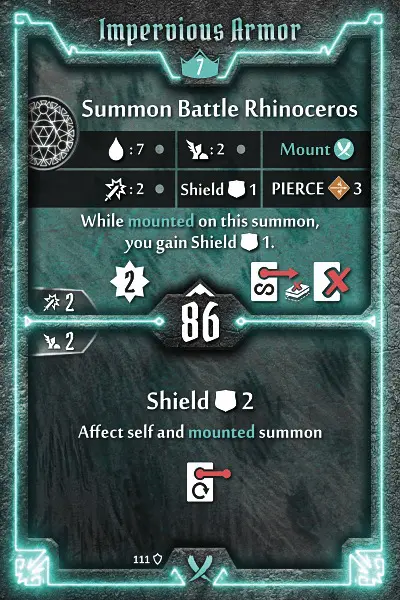 Impervious Armor
7
Summon Battle Rhinoceros
: 7 : 2 Mount
: 2 Shield 1 PIERCE 3
While mounted on this summon,
you gain Shield 1.
2
2
86
2
Shield 2
Affect self and mounted summon
111